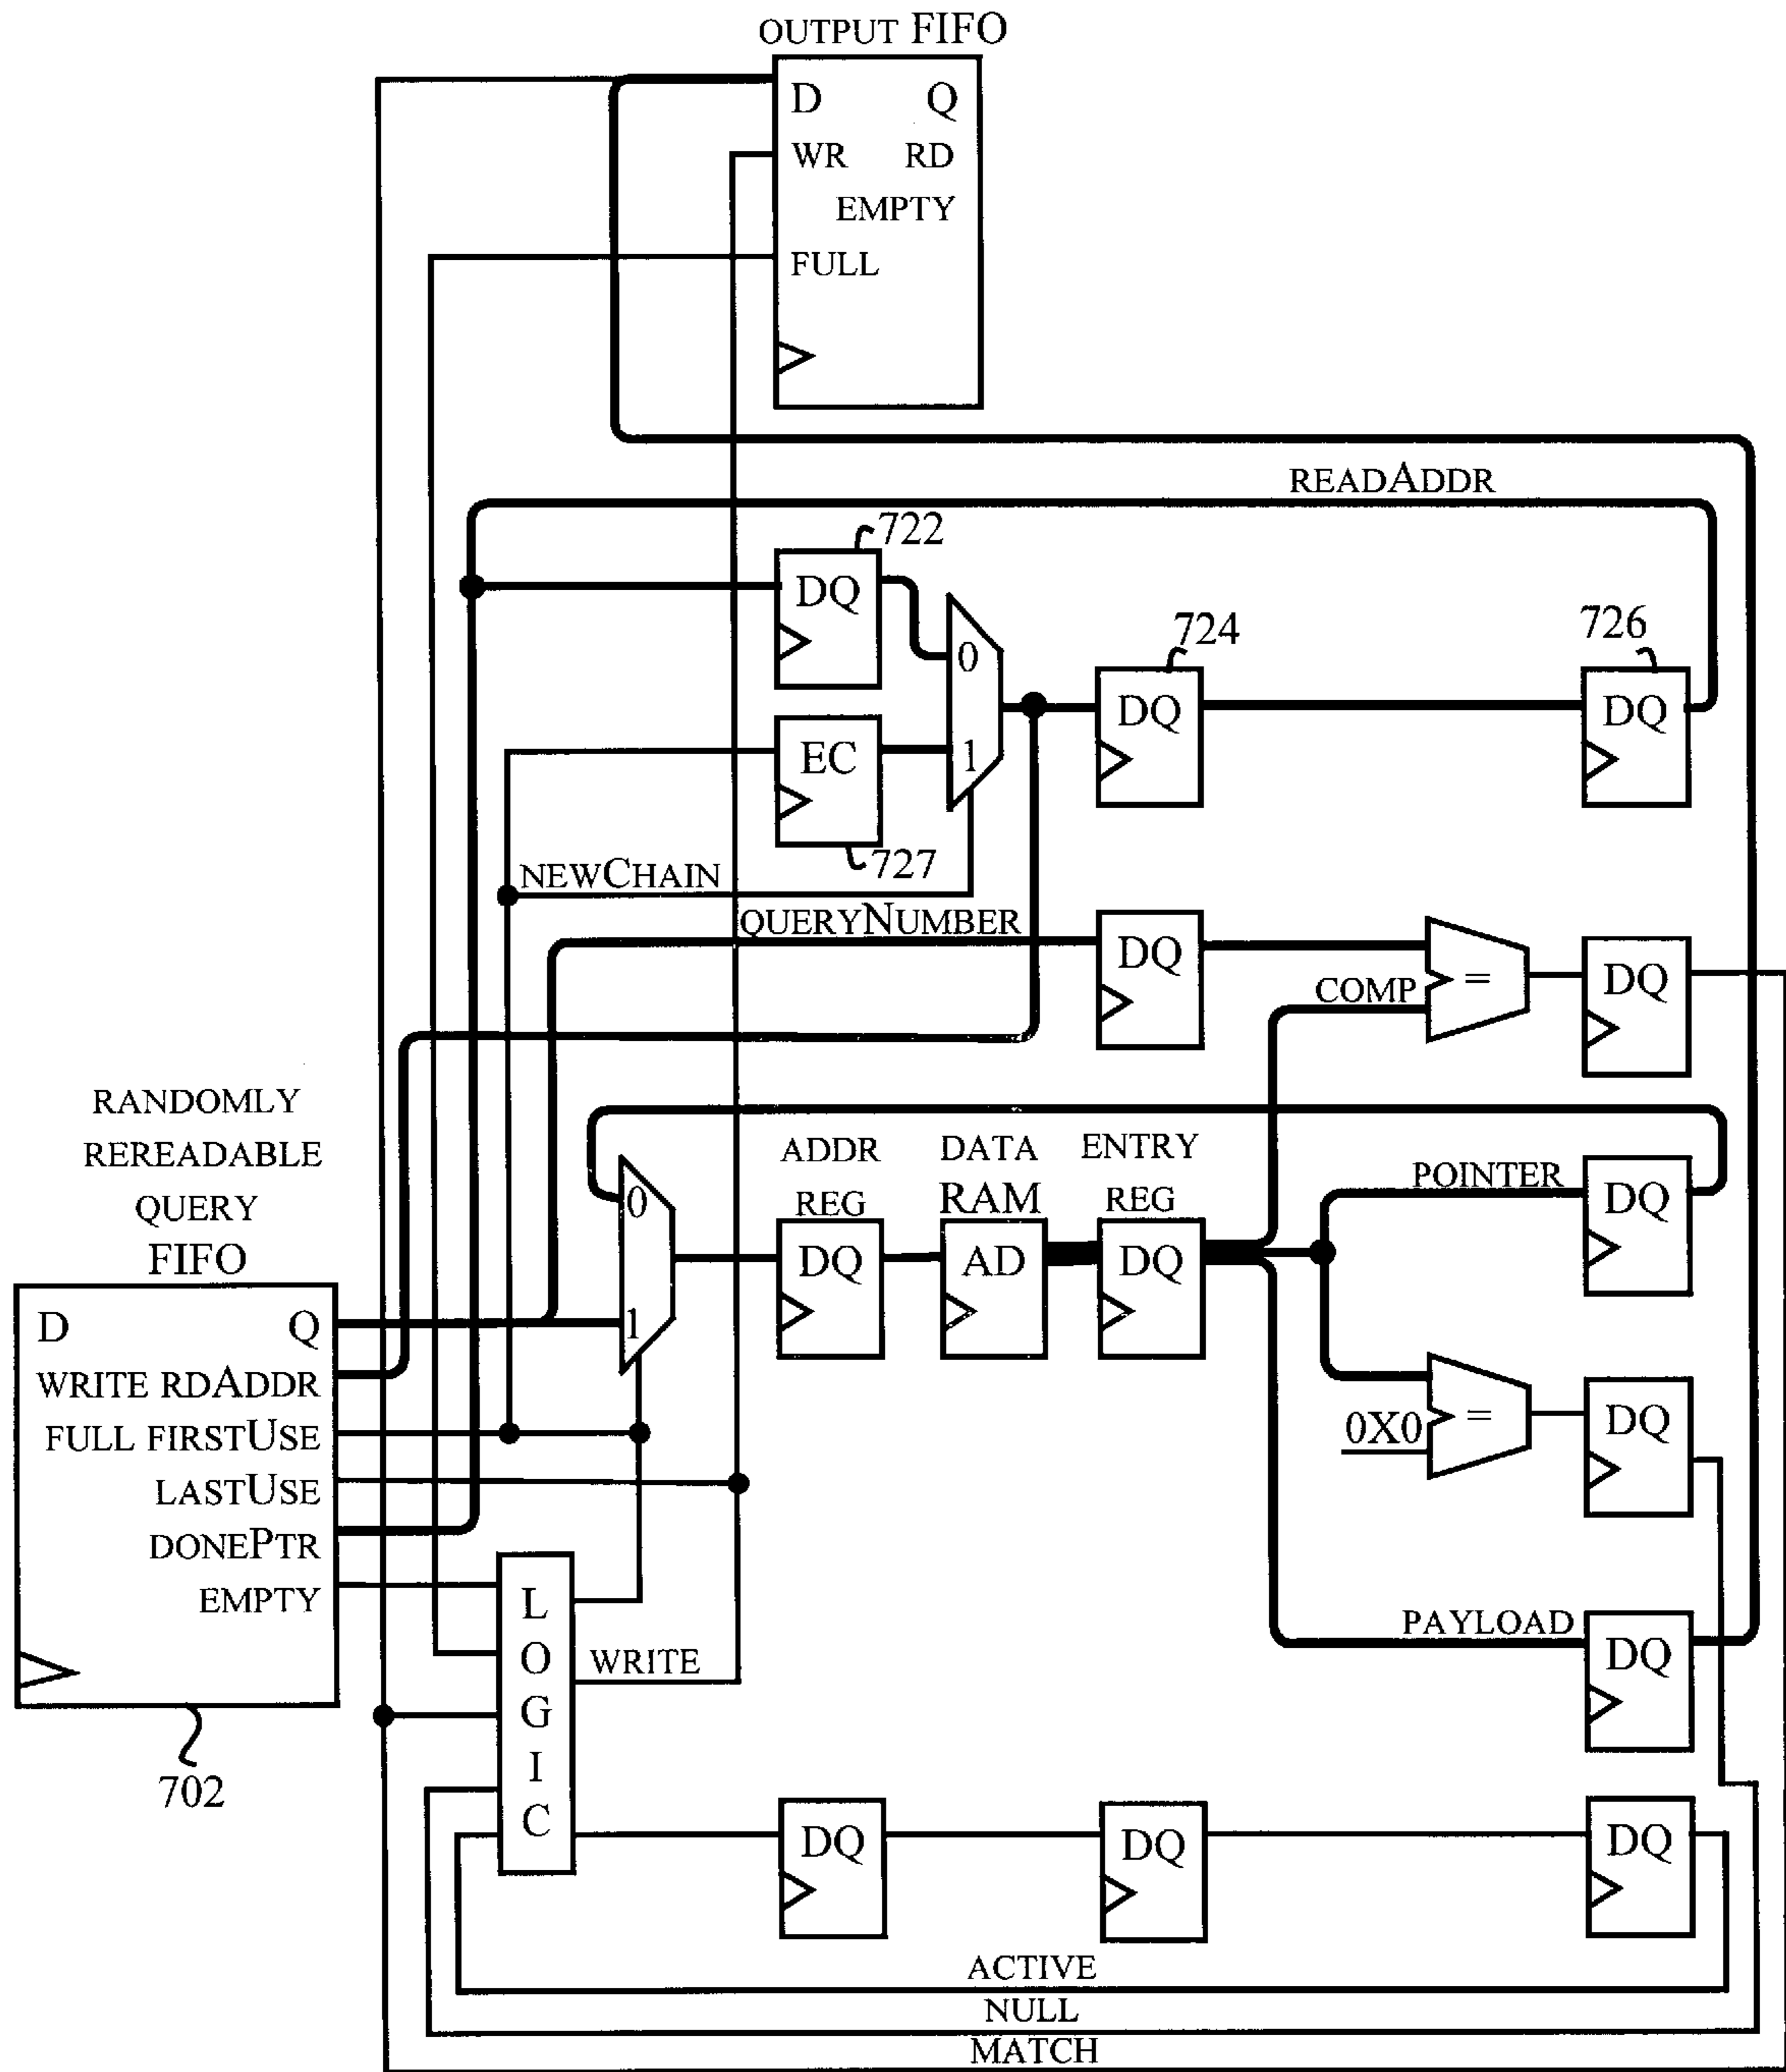 OUTPUT FIFO
D Q
WR RD
EMPTY
FULL
READADDR
722
DQ
0
724
DQ
726
DQ
EC
1
727
NEWCHAIN
QUERYNUMBER
DQ
COMP
=
DQ
RANDOMLY
REREADABLE
QUERY
FIFO
ADDR
REG
DATA
RAM
ENTRY
REG
POINTER
DQ
0
DQ
AD
DQ
1
D Q
WRITE RDADDR
FULL FIRSTUSE
LASTUSE
DONEPTR
EMPTY
0X0
=
DQ
LOGIC
WRITE
PAYLOAD
DQ
702
DQ
DQ
DQ
ACTIVE
NULL
MATCH